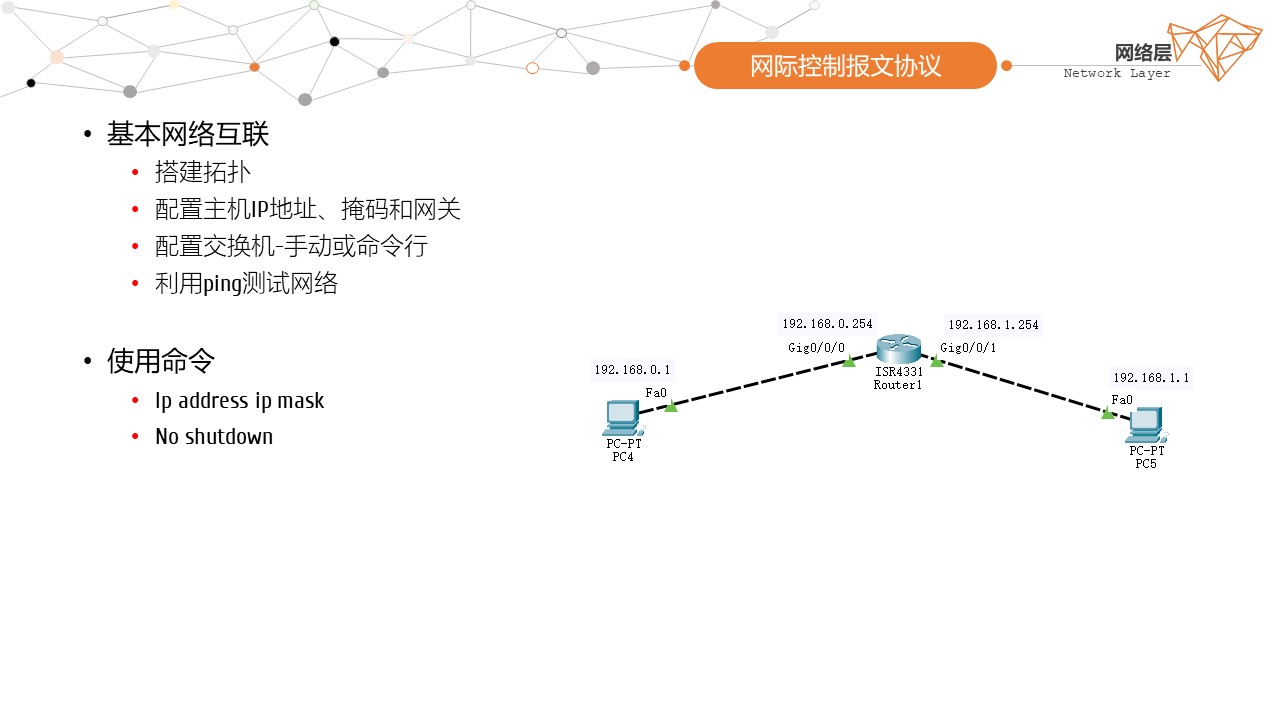 网际控制报文协议
网络层
Network Layer
• 基本网络互联
• 搭建拓扑
• 配置主机IP地址、掩码和网关
• 配置交换机-手动或命令行
• 利用ping测试网络
• 使用命令
• Ip address ip mask
• No shutdown
192.168.0.254
192.168.1.254
Gig0/0/0
Gig0/0/1
ISR4331
Router1
192.168.0.1
Fa0
PC-PT
PC4
192.168.1.1
Fa0
PC-PT
PC5